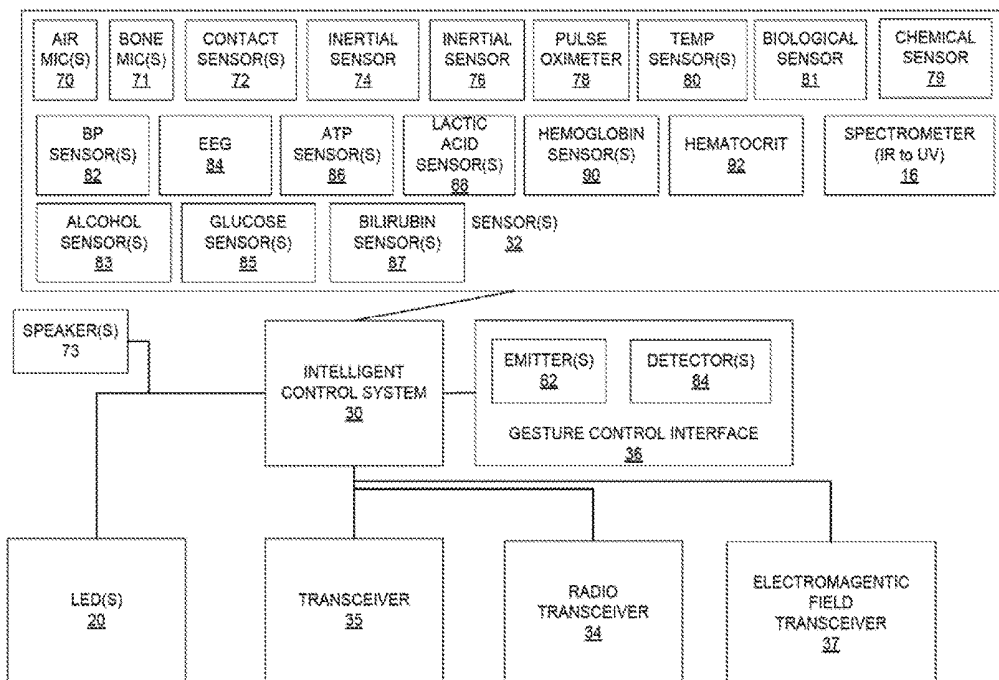 AIR
MIC(S)
70
BONE
MIC(S)
71
CONTACT
SENSOR(S)
72
INERTIAL
SENSOR
74
INERTIAL
SENSOR
76
PULSE
OXIMETER
78
TEMP
SENSOR(S)
80
BIOLOGICAL
SENSOR
81
CHEMICAL
SENSOR
79
BP
SENSOR(S)
82
EEG
84
ATP
SENSOR(S)
86
LACTIC
ACID
SENSOR(S)
88
HEMOGLOBIN
SENSOR(S)
90
HEMATOCRIT
92
SPECTROMETER
(IR to UV)
16
ALCOHOL
SENSOR(S)
83
GLUCOSE
SENSOR(S)
85
BILIRUBIN
SENSOR(S)
87
SENSOR(S)
32
SPEAKER(S)
73
INTELLIGENT
CONTROL SYSTEM
30
EMITTER(S)
82
DETECTOR(S)
84
GESTURE CONTROL INTERFACE
36
LED(S)
20
TRANSCEIVER
35
RADIO
TRANSCEIVER
34
ELECTROMAGENTIC
FIELD
TRANSCEIVER
37